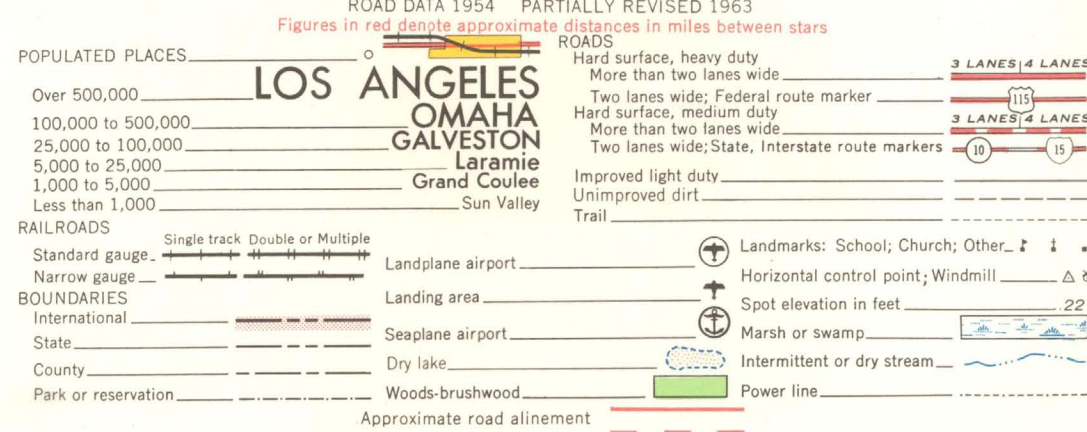 ROAD DATA 1954 PARTIALLY REVISED 1963
Figures in red denote approximate distances in miles between stars
POPULATED PLACES
Over 500,000 LOS ANGELES
100,000 to 500,000 OMAHA
25,000 to 100,000 GALVESTON
5,000 to 25,000 Laramie
1,000 to 5,000 Grand Coulee
Less than 1,000 Sun Valley
ROADS
Hard surface, heavy duty
More than two lanes wide 3 LANES 4 LANES
Two lanes wide; Federal route marker 115
Hard surface, medium duty
More than two lanes wide 3 LANES 4 LANES
Two lanes wide; State, Interstate route markers 10 15
Improved light duty
Unimproved dirt
Trail
RAILROADS
Single track Double or Multiple
Standard gauge
Narrow gauge
BOUNDARIES
International
State
County
Park or reservation
Landplane airport
Landing area
Seaplane airport
Dry lake
Woods-brushwood
Landmarks: School; Church; Other
Horizontal control point; Windmill
Spot elevation in feet .22
Marsh or swamp
Intermittent or dry stream
Power line
Approximate road alinement